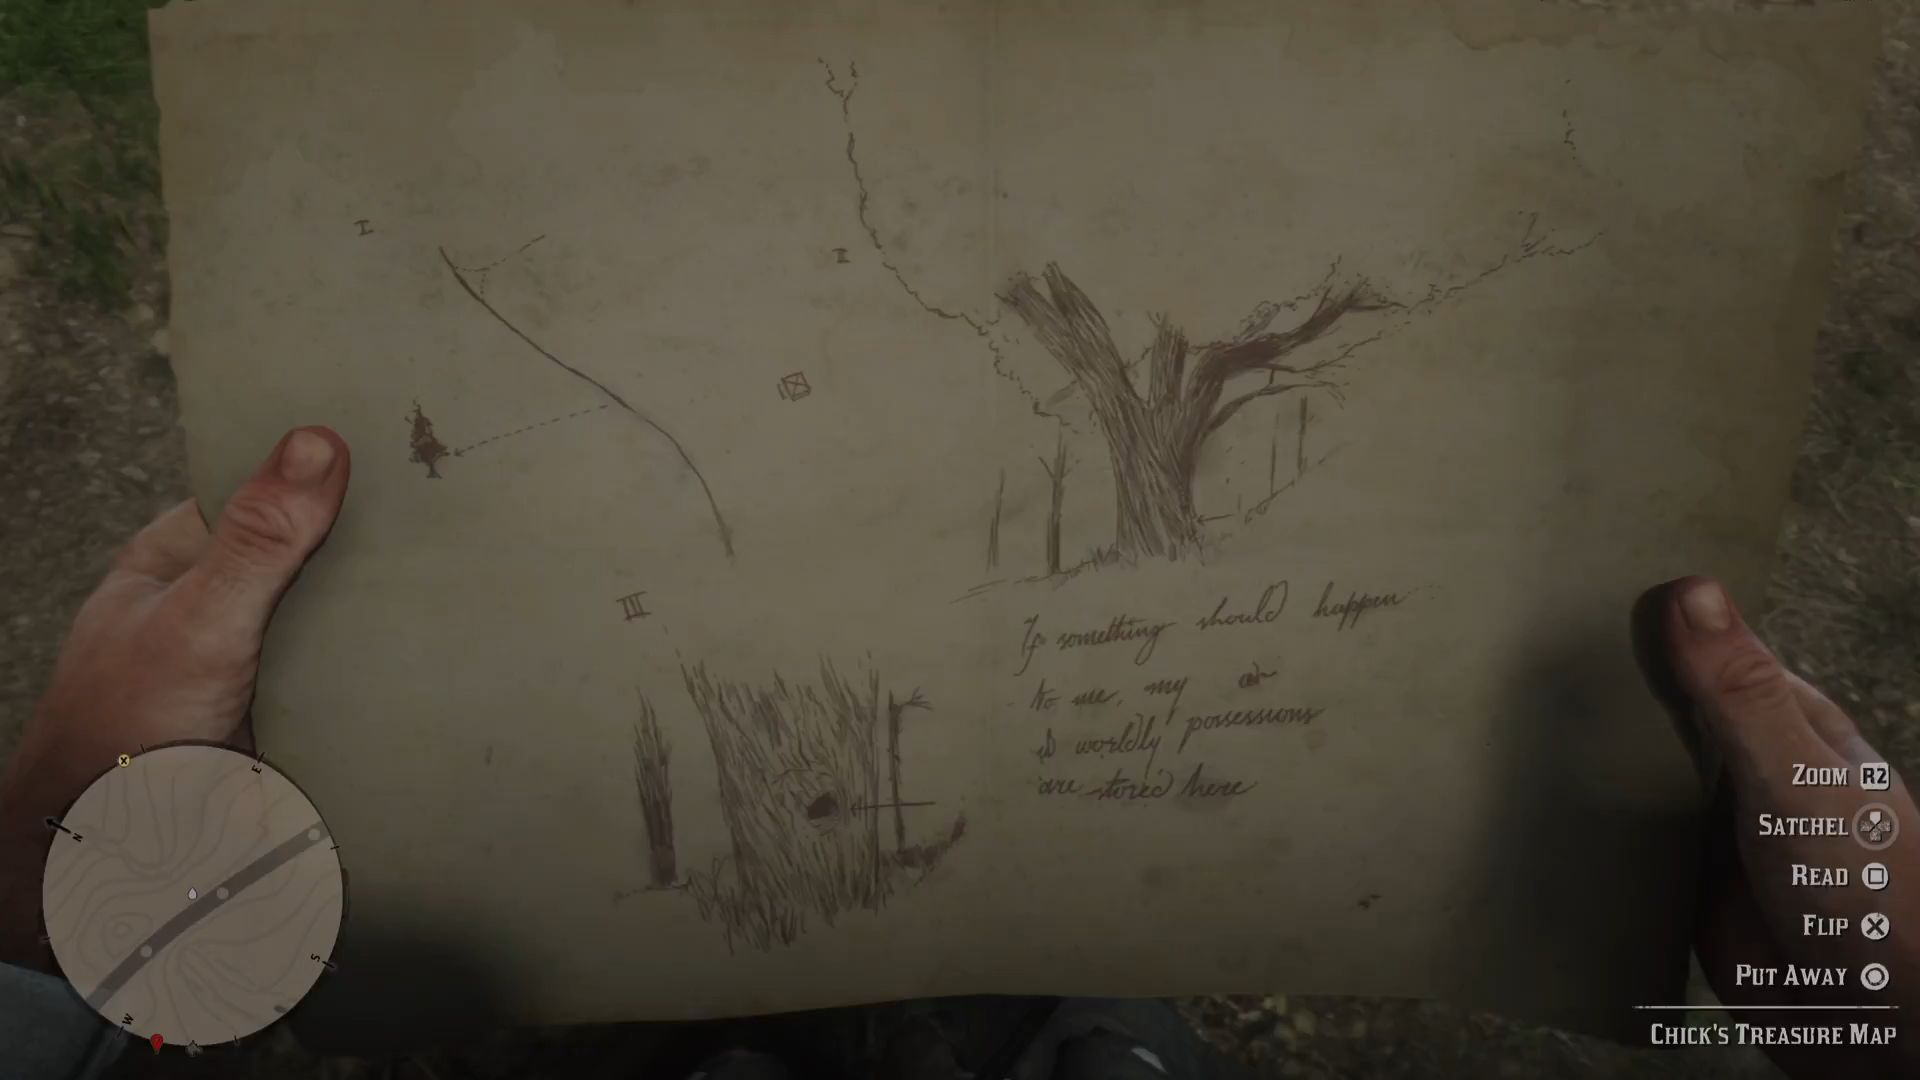 I
II
III
If something should happen
to me, my
worldly possessions
are stored here
N
E
S
W
Zoom R2
Satchel
Read
Flip
Put Away
Chick's Treasure Map